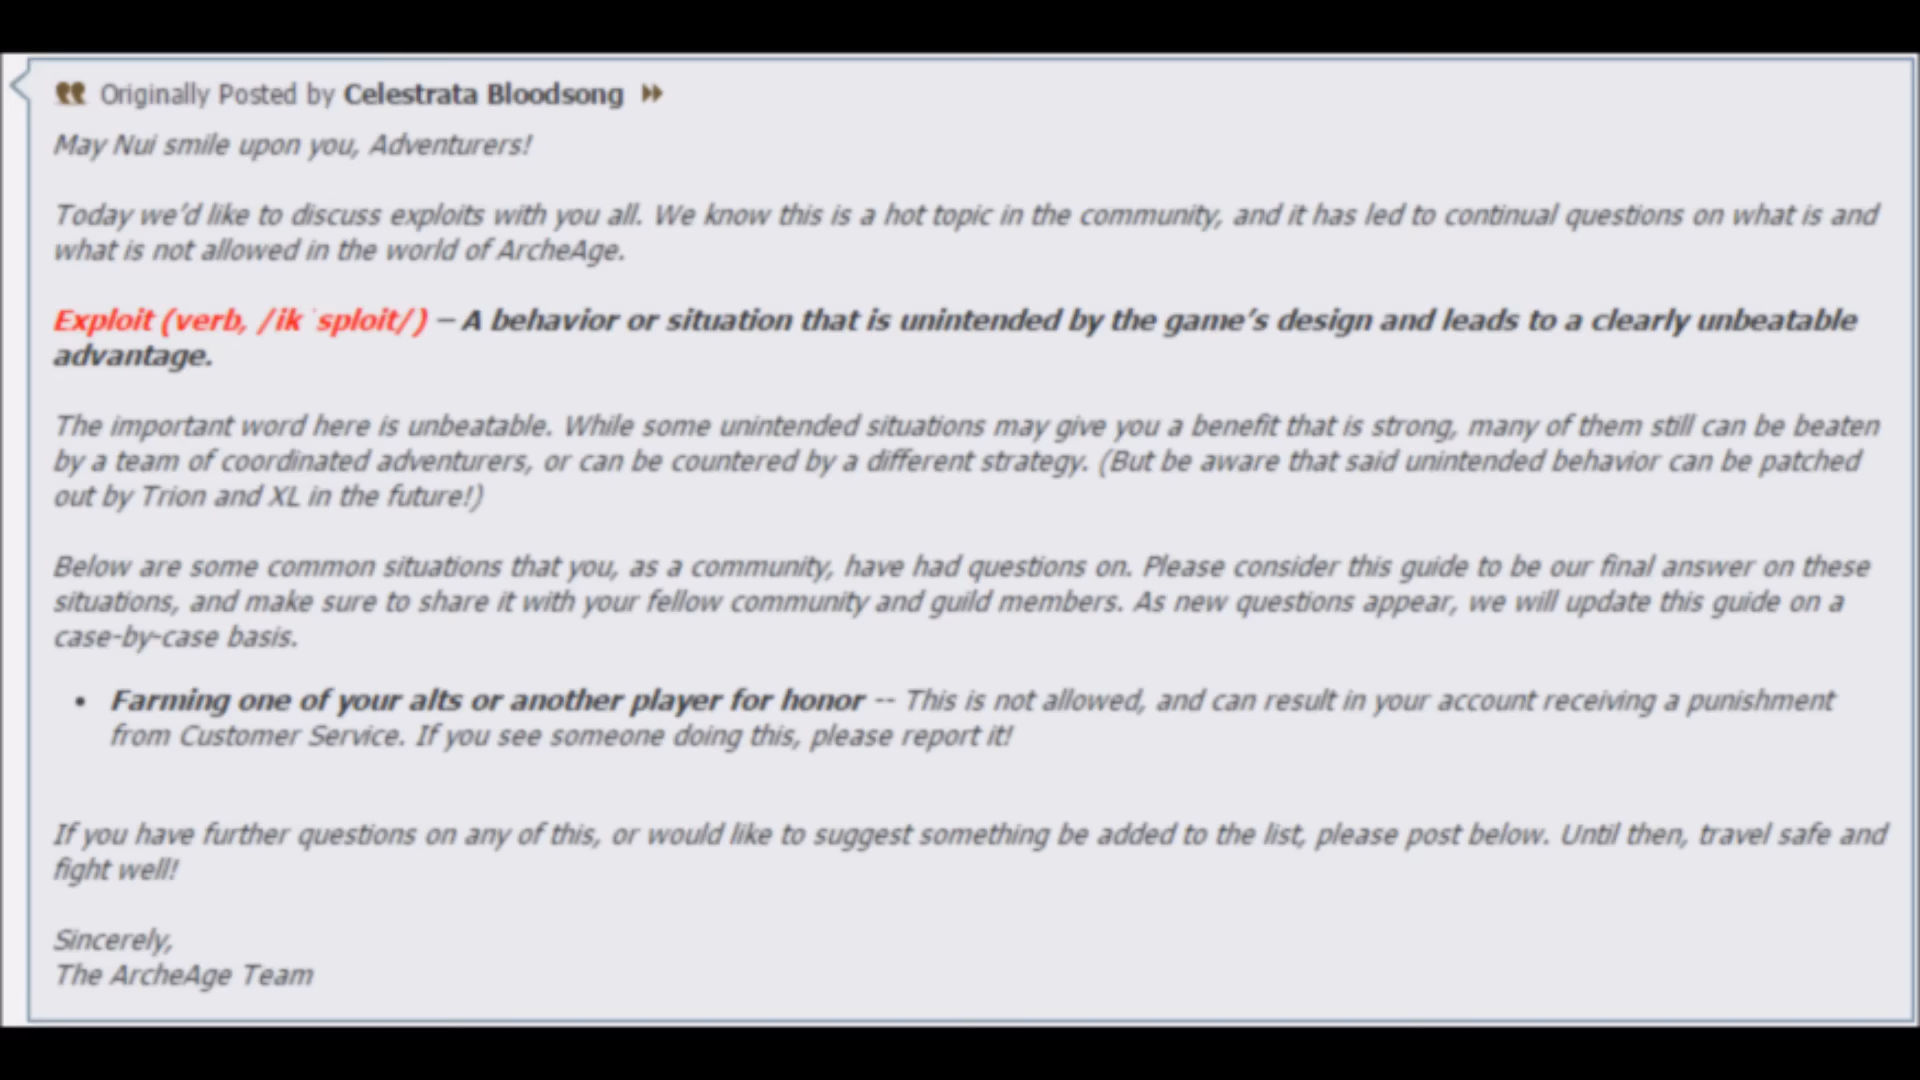 Originally Posted by Celestrata Bloodsong
May Nui smile upon you, Adventurers!
Today we'd like to discuss exploits with you all. We know this is a hot topic in the community, and it has led to continual questions on what is and
what is not allowed in the world of ArcheAge.
Exploit (verb, /ikˈsploit/) – A behavior or situation that is unintended by the game's design and leads to a clearly unbeatable
advantage.
The important word here is unbeatable. While some unintended situations may give you a benefit that is strong, many of them still can be beaten
by a team of coordinated adventurers, or can be countered by a different strategy. (But be aware that said unintended behavior can be patched
out by Trion and XL in the future!)
Below are some common situations that you, as a community, have had questions on. Please consider this guide to be our final answer on these
situations, and make sure to share it with your fellow community and guild members. As new questions appear, we will update this guide on a
case-by-case basis.
• Farming one of your alts or another player for honor -- This is not allowed, and can result in your account receiving a punishment
from Customer Service. If you see someone doing this, please report it!
If you have further questions on any of this, or would like to suggest something be added to the list, please post below. Until then, travel safe and
fight well!
Sincerely,
The ArcheAge Team